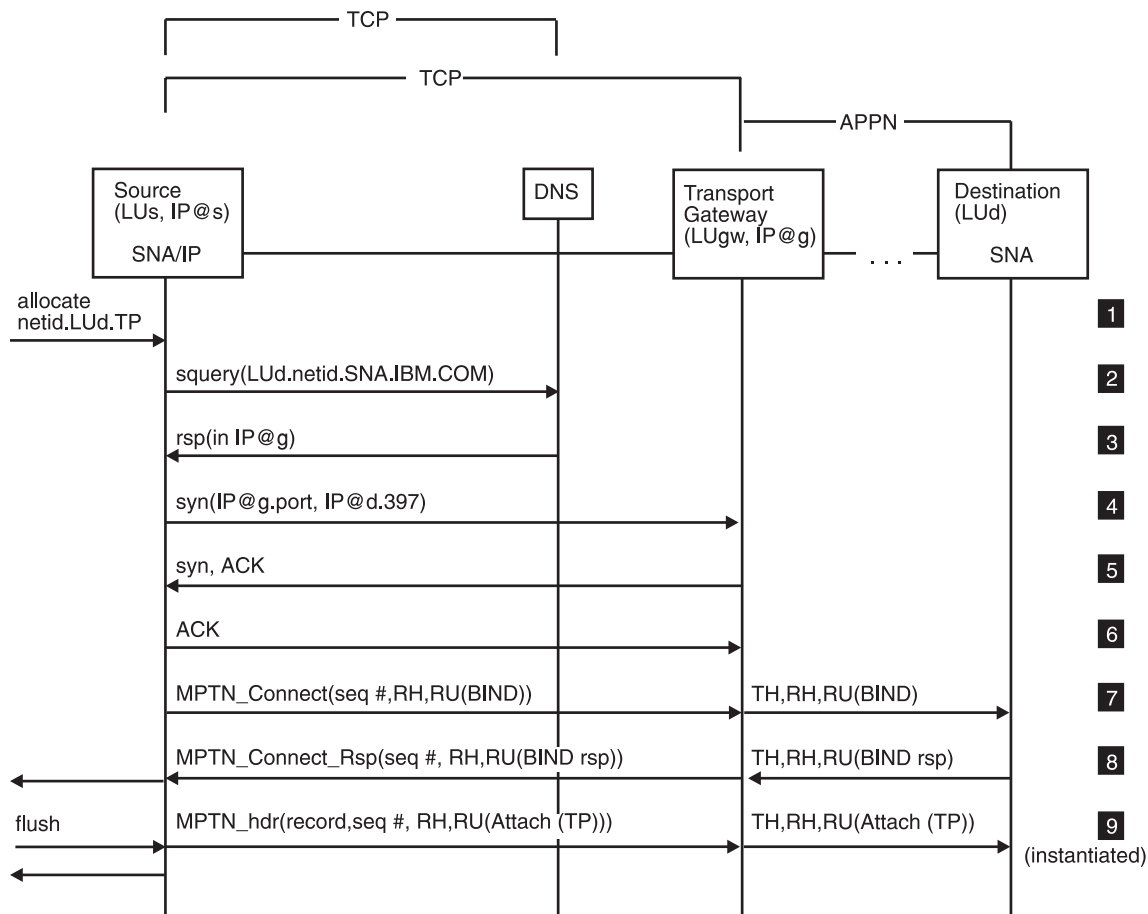 TCP
TCP
APPN
Source
(LUs, IP@s)
SNA/IP
DNS
Transport
Gateway
(LUgw, IP@g)
. . .
Destination
(LUd)
SNA
allocate
netid.LUd.TP
1
squery(LUd.netid.SNA.IBM.COM)
2
rsp(in IP@g)
3
syn(IP@g.port, IP@d.397)
4
syn, ACK
5
ACK
6
MPTN_Connect(seq #,RH,RU(BIND))
TH,RH,RU(BIND)
7
MPTN_Connect_Rsp(seq #, RH,RU(BIND rsp))
TH,RH,RU(BIND rsp)
8
flush
MPTN_hdr(record,seq #, RH,RU(Attach (TP)))
TH,RH,RU(Attach (TP))
9
(instantiated)